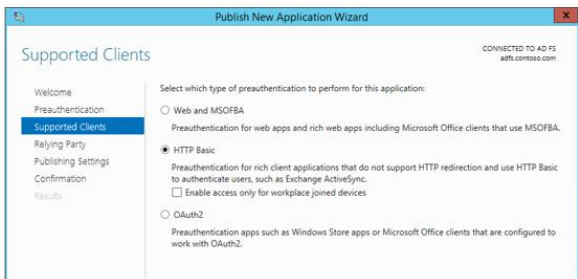 Publish New Application Wizard
x
Supported Clients
CONNECTED TO AD FS
adfs.contoso.com
Welcome
Preauthentication
Supported Clients
Relying Party
Publishing Settings
Confirmation
Results
Select which type of preauthentication to perform for this application:
Web and MSOFBA
Preauthentication for web apps and rich web apps including Microsoft Office clients that use MSOFBA.
HTTP Basic
Preauthentication for rich client applications that do not support HTTP redirection and use HTTP Basic
to authenticate users, such as Exchange ActiveSync.
Enable access only for workplace joined devices
OAuth2
Preauthentication apps such as Windows Store apps or Microsoft Office clients that are configured to
work with OAuth2.